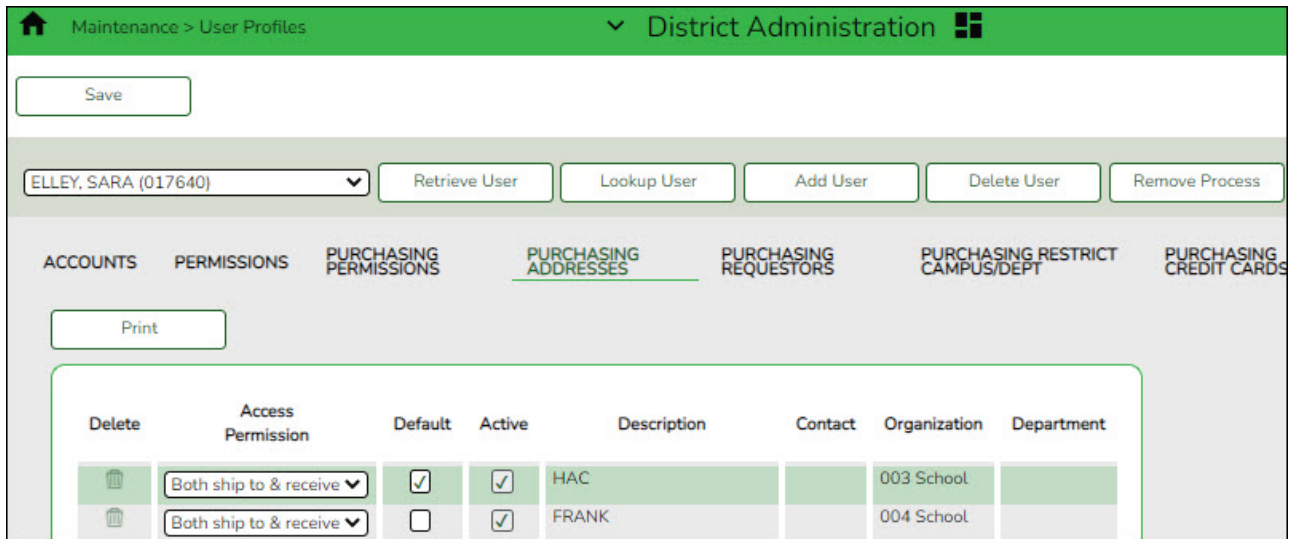 Maintenance > User Profiles
District Administration
Save
ELLEY, SARA (017640)
Retrieve User
Lookup User
Add User
Delete User
Remove Process
ACCOUNTS
PERMISSIONS
PURCHASING
PERMISSIONS
PURCHASING
ADDRESSES
PURCHASING
REQUESTORS
PURCHASING RESTRICT
CAMPUS/DEPT
PURCHASING
CREDIT CARDS
Print
Delete
Access
Permission
Default
Active
Description
Contact
Organization
Department
Both ship to & receive
HAC
003 School
Both ship to & receive
FRANK
004 School